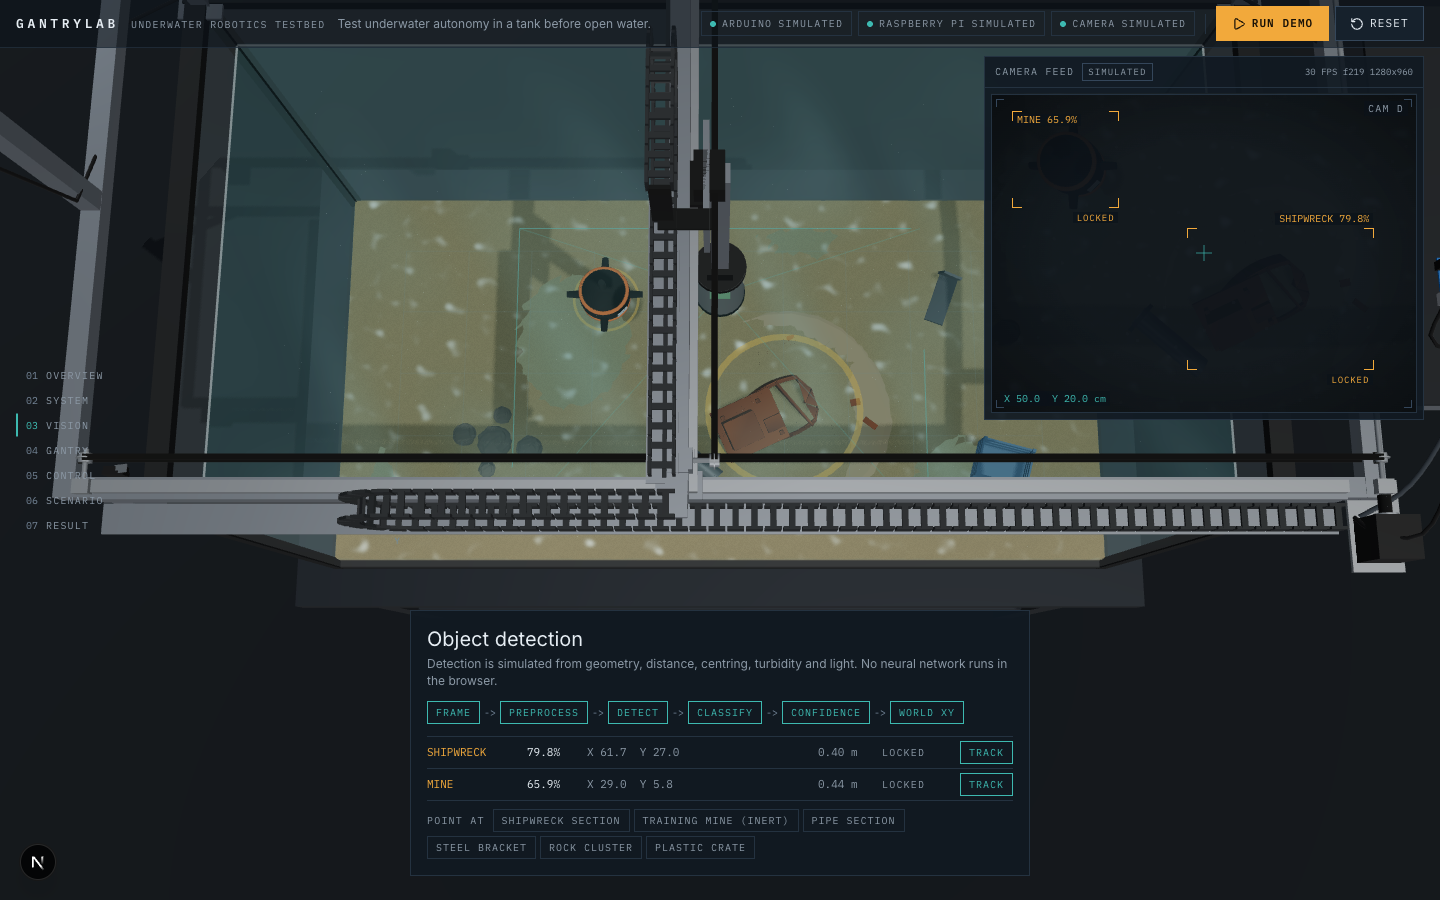 GANTRYLAB UNDERWATER ROBOTICS TESTBED Test underwater autonomy in a tank before open water. ARDUINO SIMULATED RASPBERRY PI SIMULATED CAMERA SIMULATED RUN DEMO RESET
CAMERA FEED SIMULATED 30 FPS f219 1280x960
CAM D
MINE 65.9%
LOCKED
SHIPWRECK 79.8%
LOCKED
X 50.0 Y 20.0 cm
01 OVERVIEW
02 SYSTEM
03 VISION
04 GANTRY
05 CONTROL
06 SCENARIO
07 RESULT
Object detection
Detection is simulated from geometry, distance, centring, turbidity and light. No neural network runs in
the browser.
FRAME -> PREPROCESS -> DETECT -> CLASSIFY -> CONFIDENCE -> WORLD XY
SHIPWRECK 79.8% X 61.7 Y 27.0 0.40 m LOCKED TRACK
MINE 65.9% X 29.0 Y 5.8 0.44 m LOCKED TRACK
POINT AT SHIPWRECK SECTION TRAINING MINE (INERT) PIPE SECTION
STEEL BRACKET ROCK CLUSTER PLASTIC CRATE
N